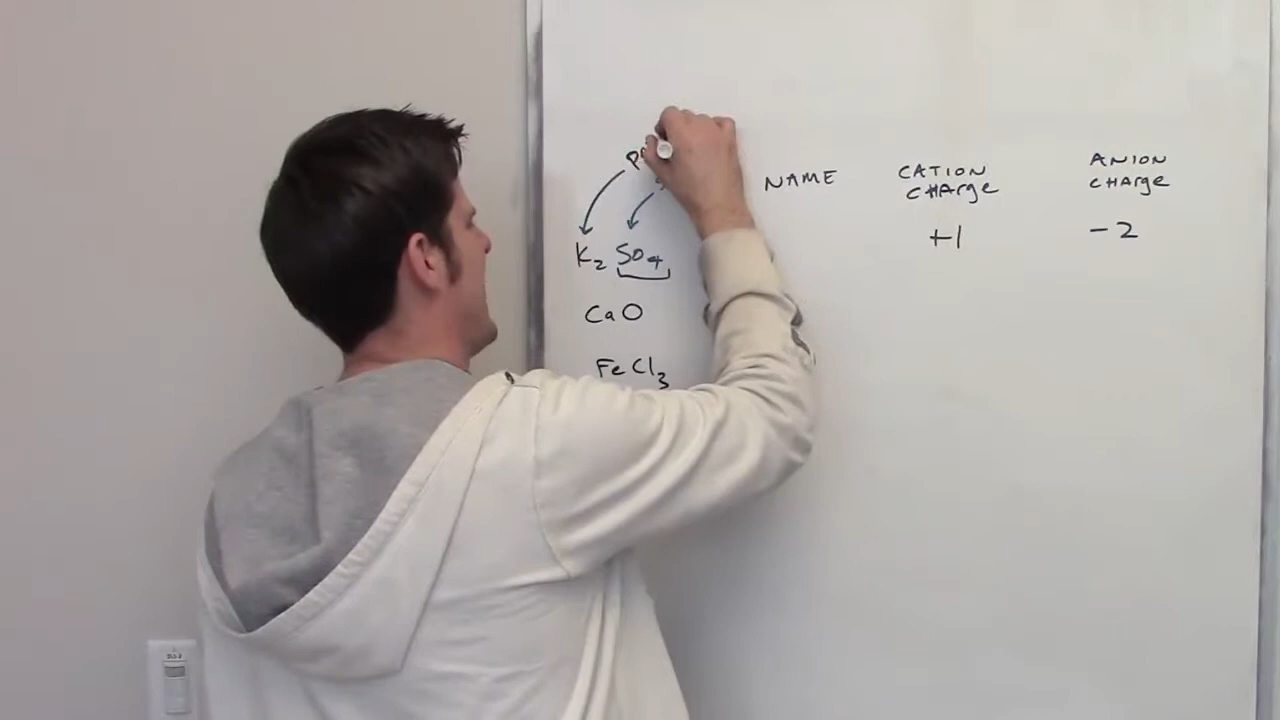 NAME
CATION
CHARGE
ANION
CHARGE
K2 SO4
+1
-2
CaO
FeCl3